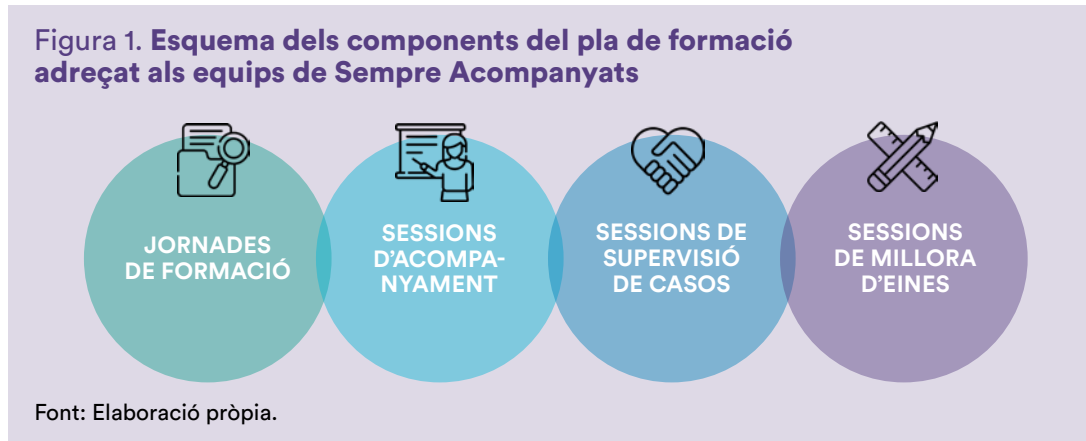 Figura 1. Esquema dels components del pla de formació
adreçat als equips de Sempre Acompanyats
JORNADES
DE FORMACIÓ
SESSIONS
D’ACOMPA-
NYAMENT
SESSIONS DE
SUPERVISIÓ
DE CASOS
SESSIONS
DE MILLORA
D’EINES
Font: Elaboració pròpia.